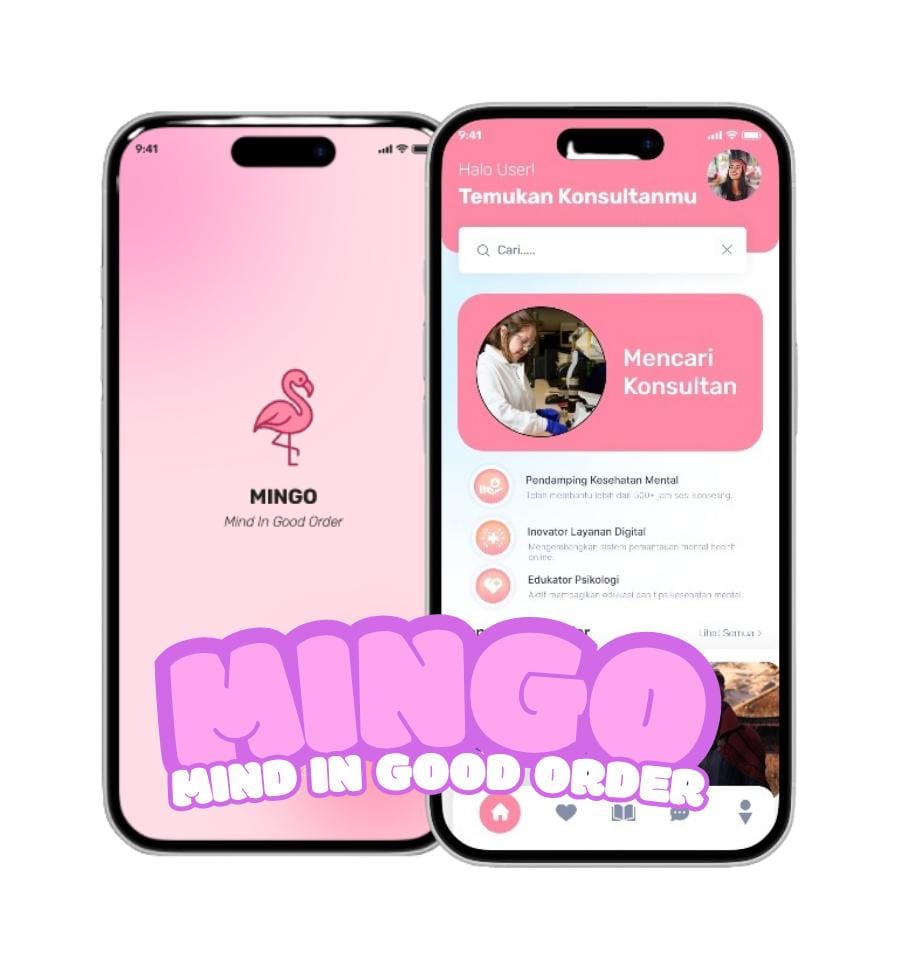 9:41
MINGO
Mind In Good Order
9:41
Halo User!
Temukan Konsultanmu
Cari.....
Mencari
Konsultan
Pendamping Kesehatan Mental
Telah membantu lebih dari 500+ jam sesi konseling.
Inovator Layanan Digital
Mengembangkan sistem pemantauan mental health
online.
Edukator Psikologi
Aktif membagikan edukasi dan tips kesehatan mental.
Lihat Semua >
MINGO
MIND IN GOOD ORDER